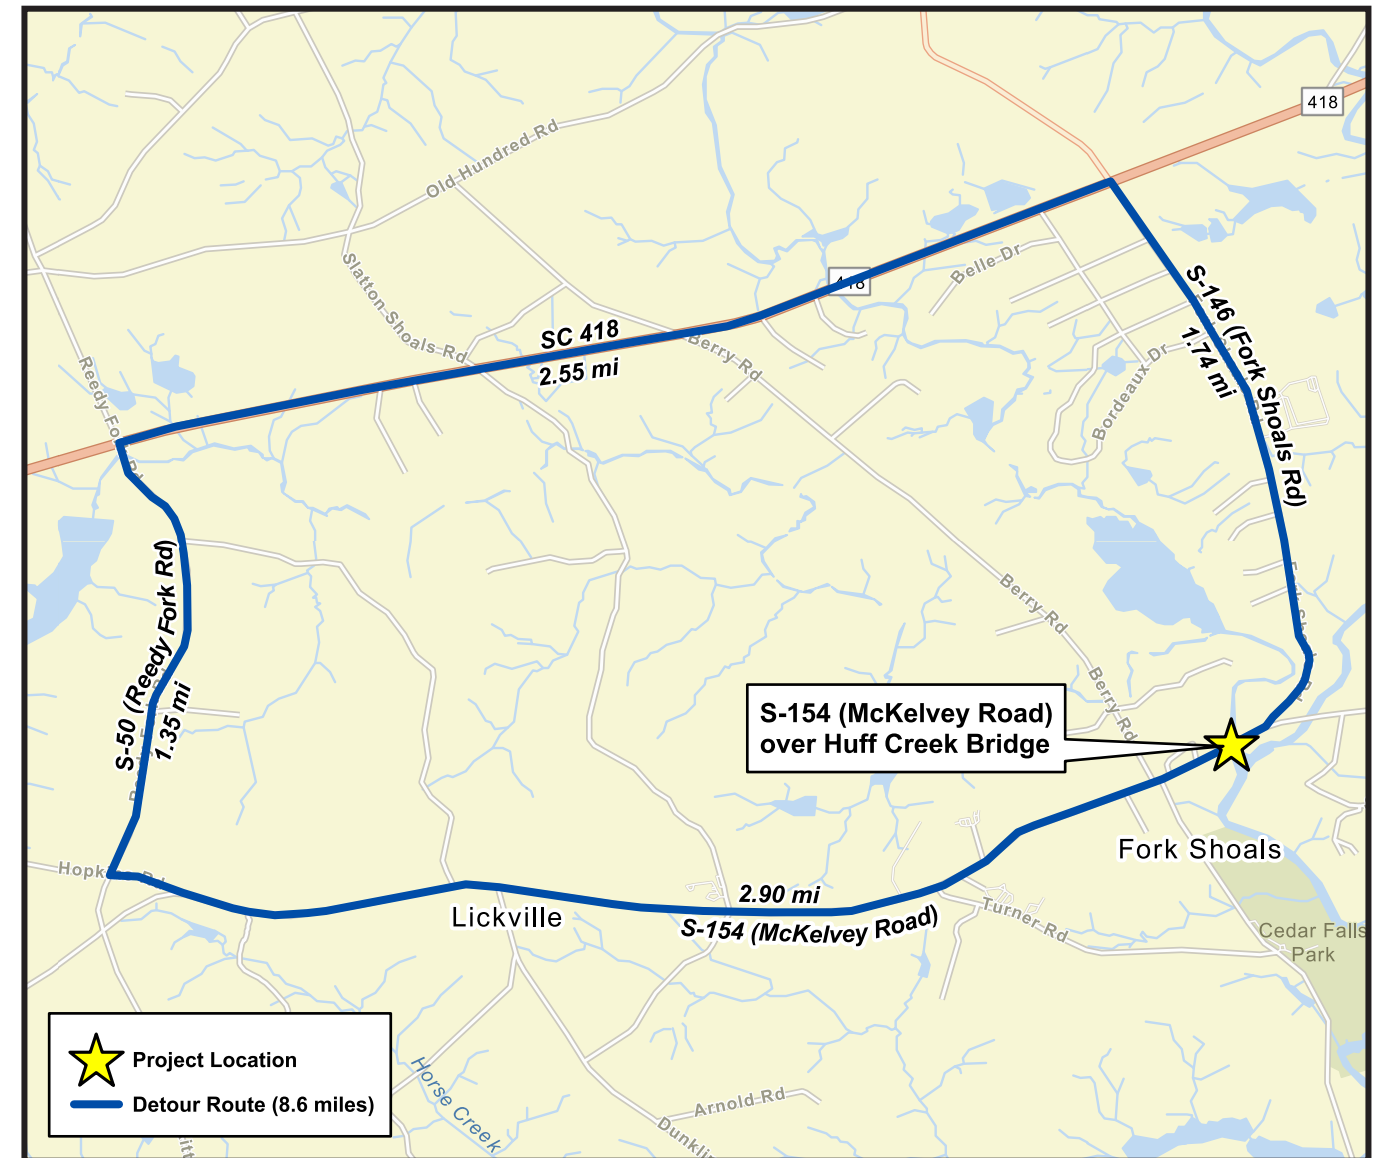 418
Old Hundred Rd
Belle Dr
Slatton Shoals Rd
418
S-146 (Fork Shoals Rd)
1.74 mi
SC 418
2.55 mi
Berry Rd
Bordeaux Dr
S-50 (Reedy Fork Rd)
1.35 mi
Berry Rd
Berry Rd
S-154 (McKelvey Road)
over Huff Creek Bridge
Fork Shoals
2.90 mi
S-154 (McKelvey Road)
Lickville
Turner Rd
Cedar Falls
Park
Project Location
Detour Route (8.6 miles)
Horse Creek
Arnold Rd